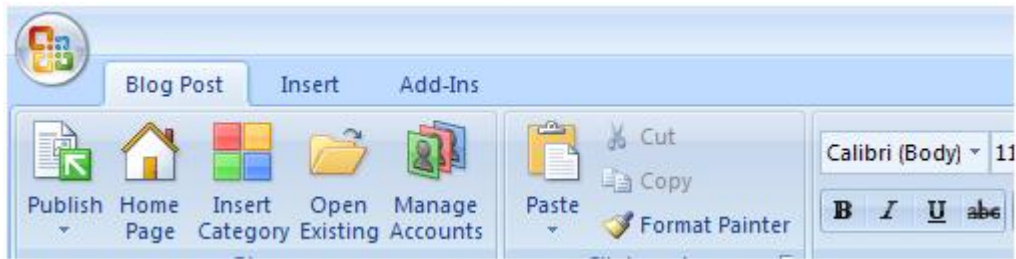 Blog Post Insert Add-Ins
Publish
Home Page
Insert Category
Open Existing
Manage Accounts
Paste
Cut
Copy
Format Painter
Calibri (Body) 11
B I U abc